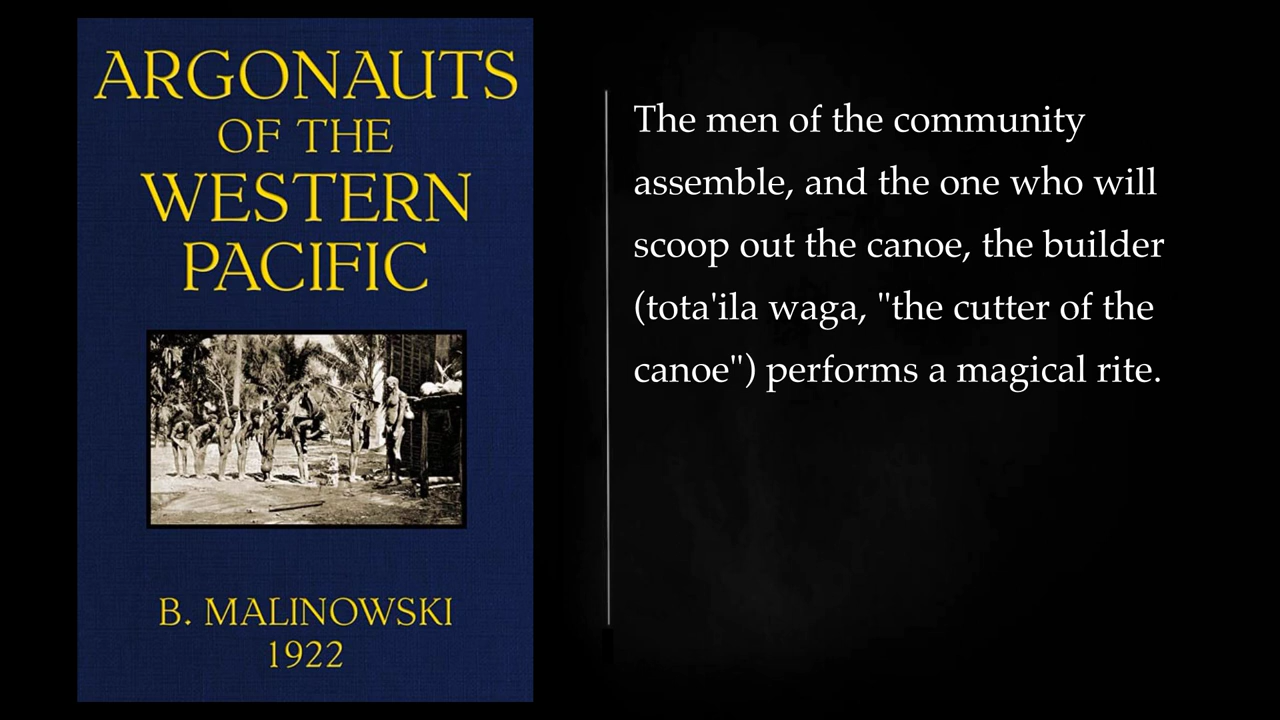 ARGONAUTS
OF THE
WESTERN
PACIFIC
B. MALINOWSKI
1922
The men of the community
assemble, and the one who will
scoop out the canoe, the builder
(tota'ila waga, "the cutter of the
canoe") performs a magical rite.